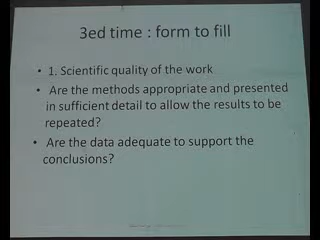 3ed time : form to fill
• 1. Scientific quality of the work
• Are the methods appropriate and presented
in sufficient detail to allow the results to be
repeated?
• Are the data adequate to support the
conclusions?